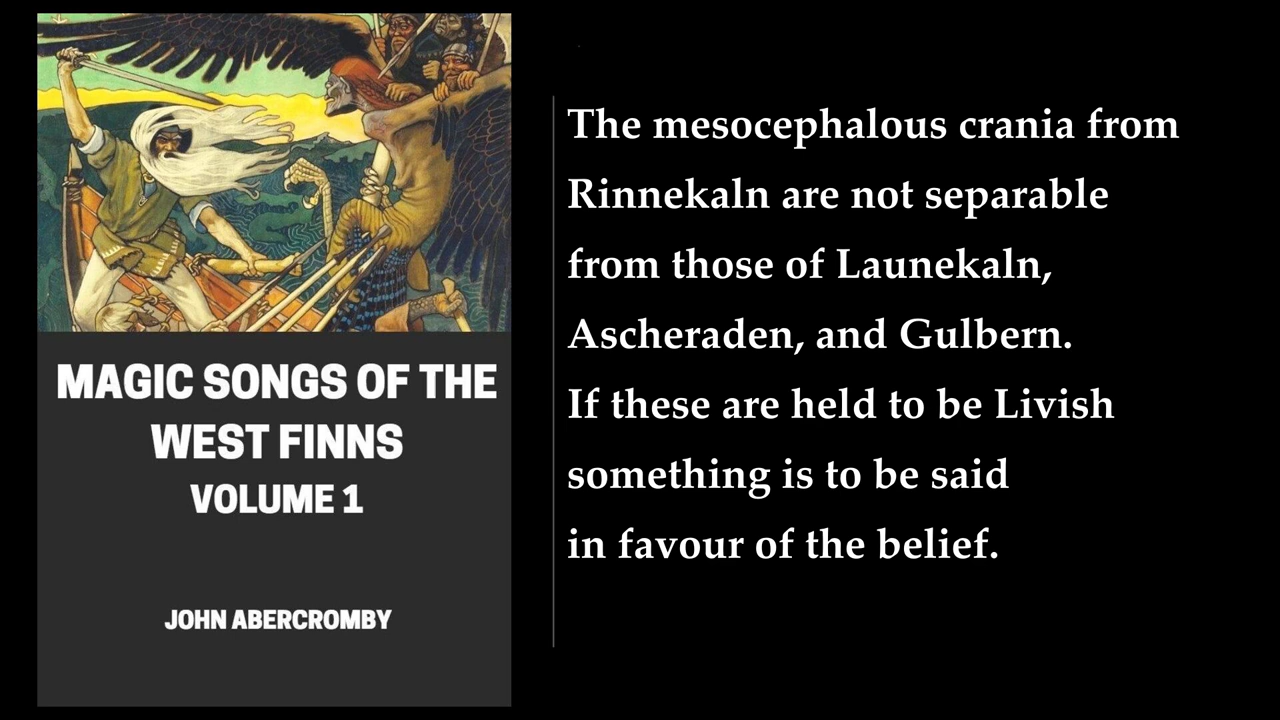 MAGIC SONGS OF THE
WEST FINNS
VOLUME 1
JOHN ABERCROMBY
The mesocephalous crania from
Rinnekaln are not separable
from those of Launekaln,
Ascheraden, and Gulbern.
If these are held to be Livish
something is to be said
in favour of the belief.